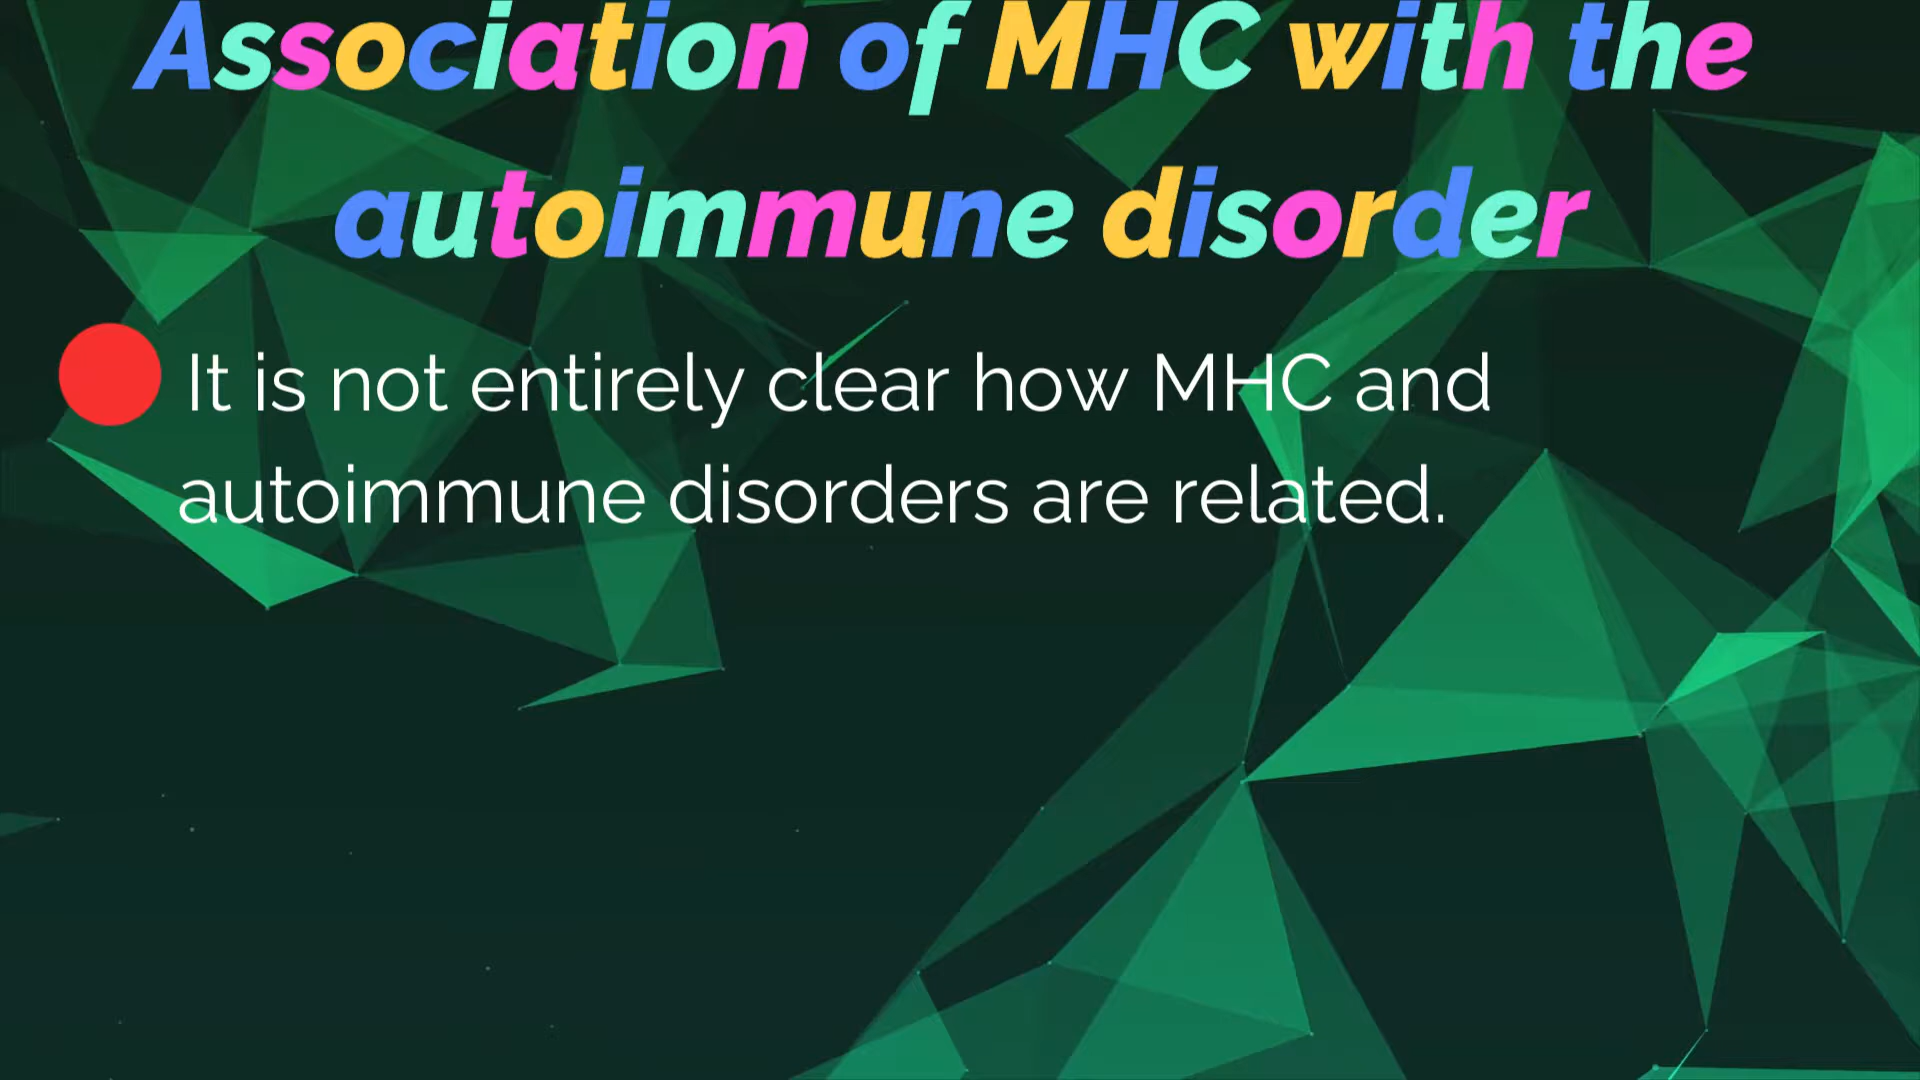 Association of MHC with the
autoimmune disorder
It is not entirely clear how MHC and
autoimmune disorders are related.